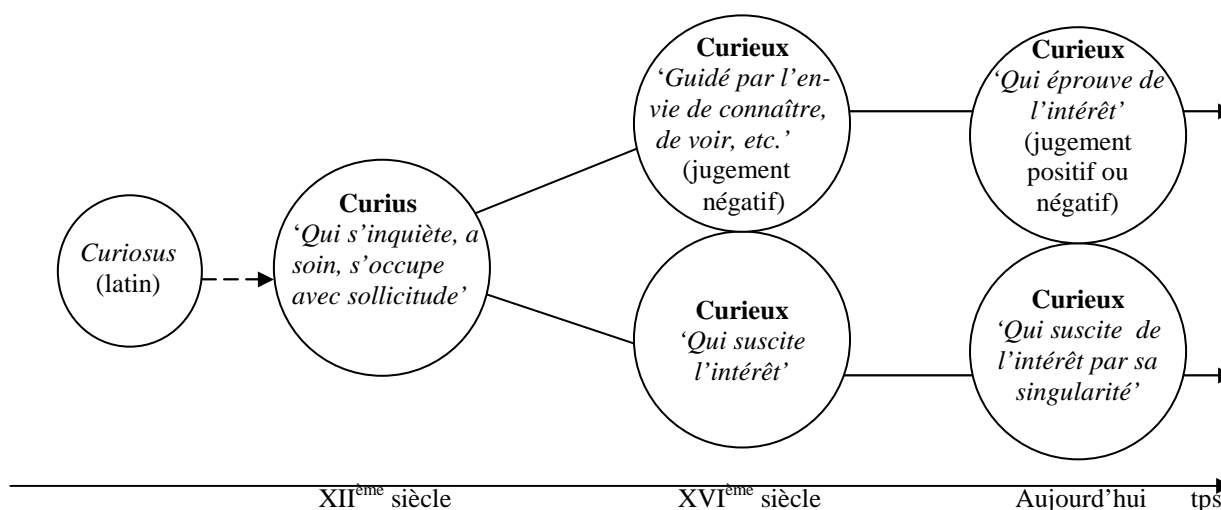 Curiosus
(latin)
Curius
‘Qui s’inquiète, a
soin, s’occupe
avec sollicitude’
Curieux
‘Guidé par l’en-
vie de connaître,
de voir, etc.’
(jugement
négatif)
Curieux
‘Qui suscite
l’intérêt’
Curieux
‘Qui éprouve de
l’intérêt’
(jugement
positif ou
négatif)
Curieux
‘Qui suscite de
l’intérêt par sa
singularité’
XIIème siècle XVIème siècle Aujourd’hui tps